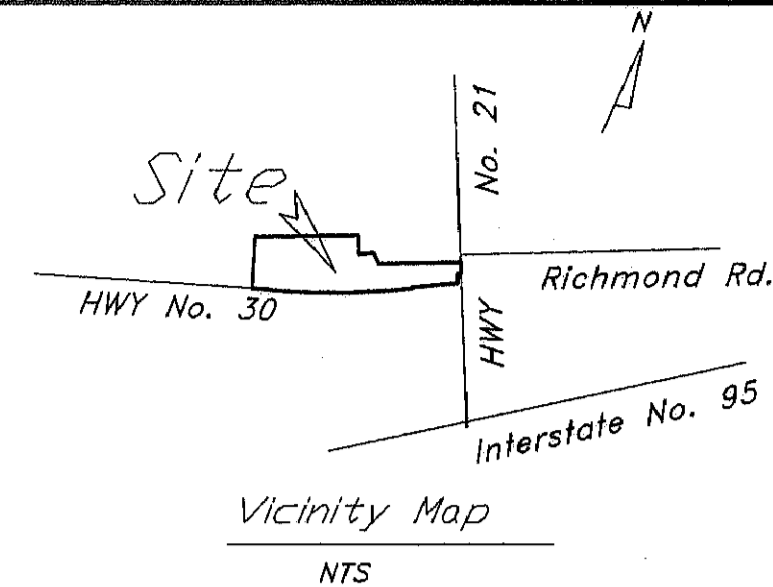 N
No. 21
Site
Richmond Rd.
HWY No. 30
HWY
Interstate No. 95
Vicinity Map
NTS